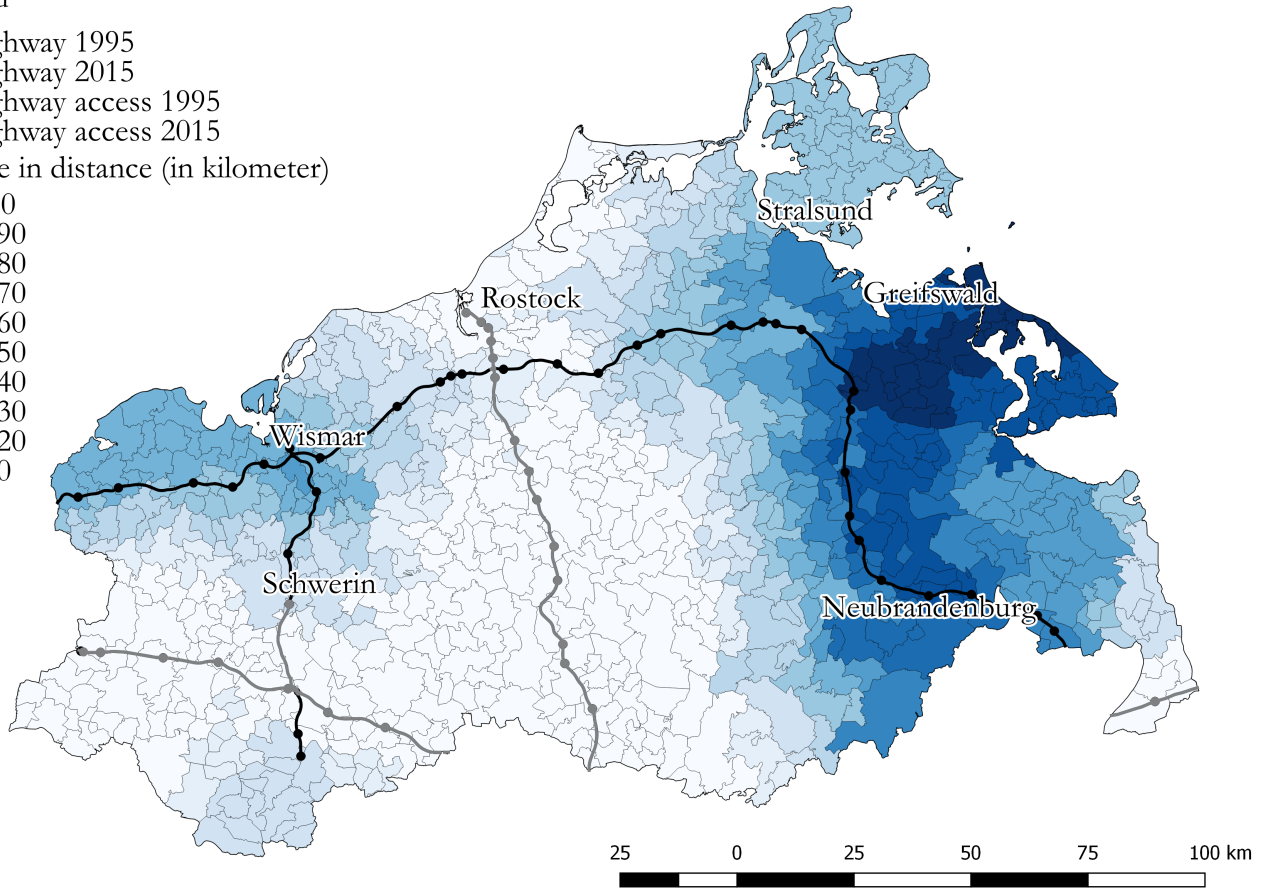 d
ghway 1995
ghway 2015
ghway access 1995
ghway access 2015
e in distance (in kilometer)
0
90
80
70
60
50
40
30
20
0
Stralsund
Greifswald
Rostock
Wismar
Schwerin
Neubrandenburg
25 0 25 50 75 100 km